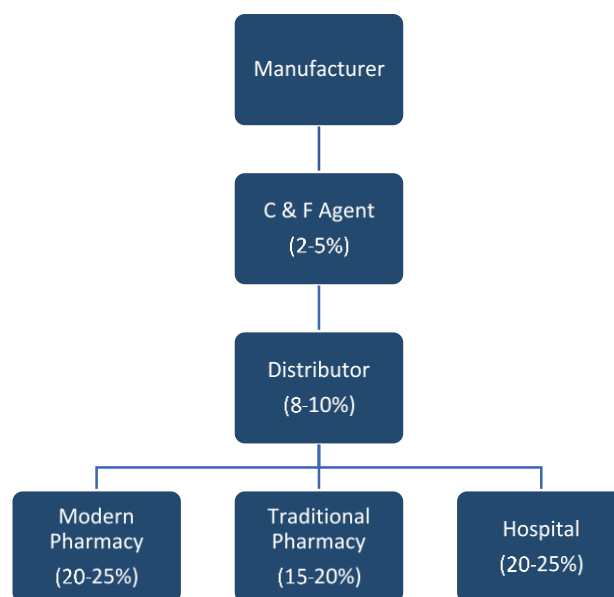 Manufacturer
C & F Agent
(2-5%)
Distributor
(8-10%)
Modern
Pharmacy
(20-25%)
Traditional
Pharmacy
(15-20%)
Hospital
(20-25%)